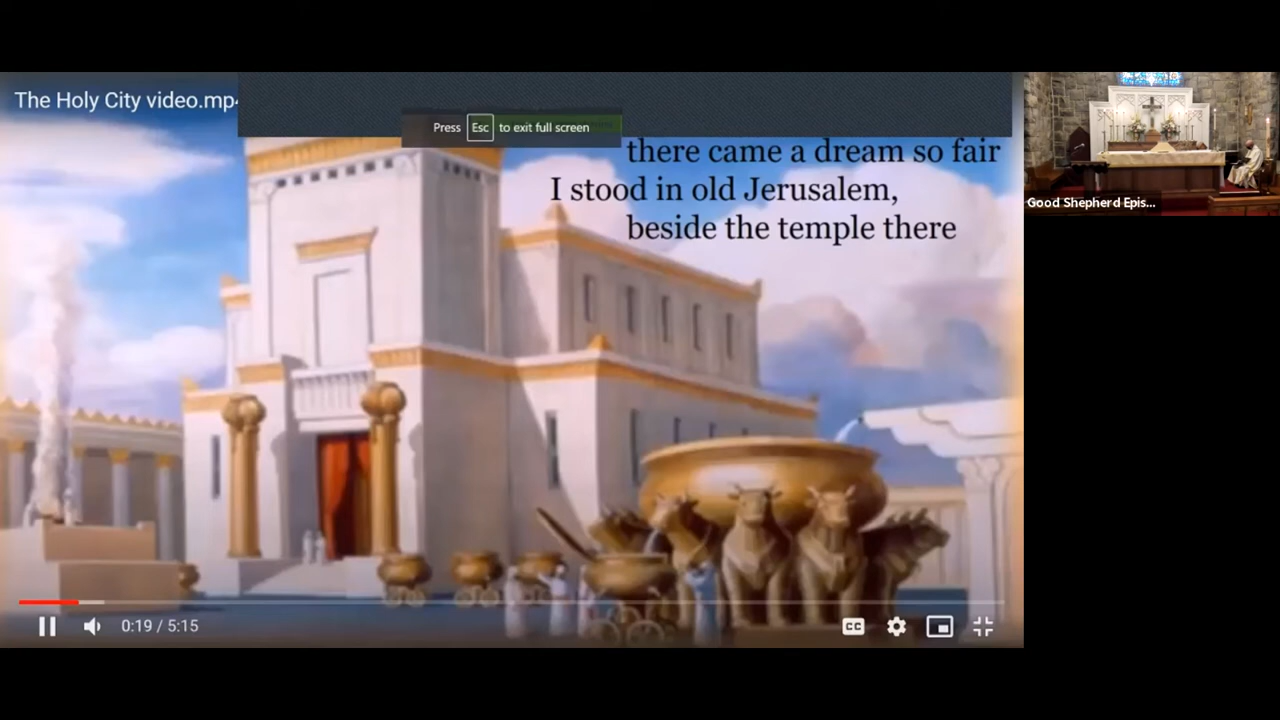 The Holy City video.mp4
Press Esc to exit full screen
there came a dream so fair
I stood in old Jerusalem,
beside the temple there
Good Shepherd Epis...
0:19 / 5:15
CC